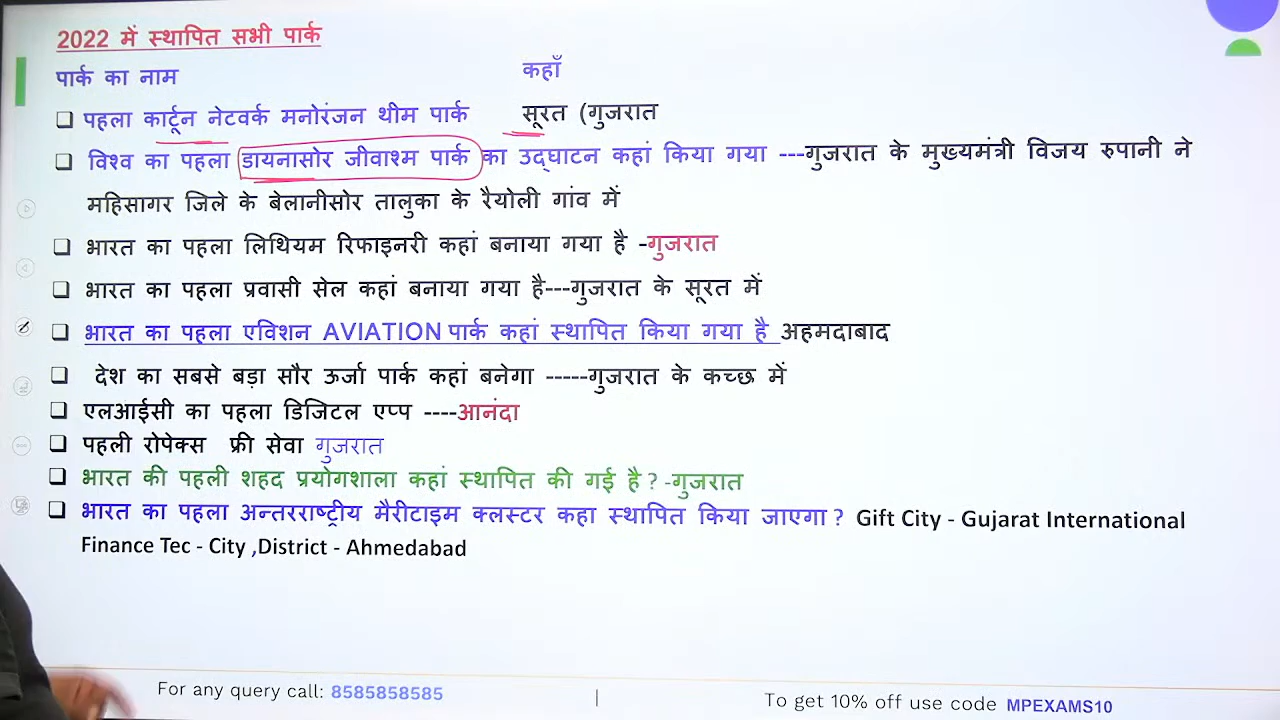 2022 में स्थापित सभी पार्क
पार्क का नाम कहाँ
पहला कार्टून नेटवर्क मनोरंजन थीम पार्क सूरत (गुजरात
विश्व का पहला डायनासोर जीवाश्म पार्क का उद्घाटन कहां किया गया ---गुजरात के मुख्यमंत्री विजय रुपानी ने
महिसागर जिले के बेलानीसोर तालुका के रैयोली गांव में
भारत का पहला लिथियम रिफाइनरी कहां बनाया गया है -गुजरात
भारत का पहला प्रवासी सेल कहां बनाया गया है---गुजरात के सूरत में
भारत का पहला एविशन AVIATION पार्क कहां स्थापित किया गया है अहमदाबाद
देश का सबसे बड़ा सौर ऊर्जा पार्क कहां बनेगा -----गुजरात के कच्छ में
एलआईसी का पहला डिजिटल एप्प ----आनंदा
पहली रोपेक्स फ्री सेवा गुजरात
भारत की पहली शहद प्रयोगशाला कहां स्थापित की गई है ? -गुजरात
भारत का पहला अन्तरराष्ट्रीय मैरीटाइम क्लस्टर कहा स्थापित किया जाएगा ? Gift City - Gujarat International
Finance Tec - City ,District - Ahmedabad
For any query call: 8585858585 | To get 10% off use code MPEXAMS10